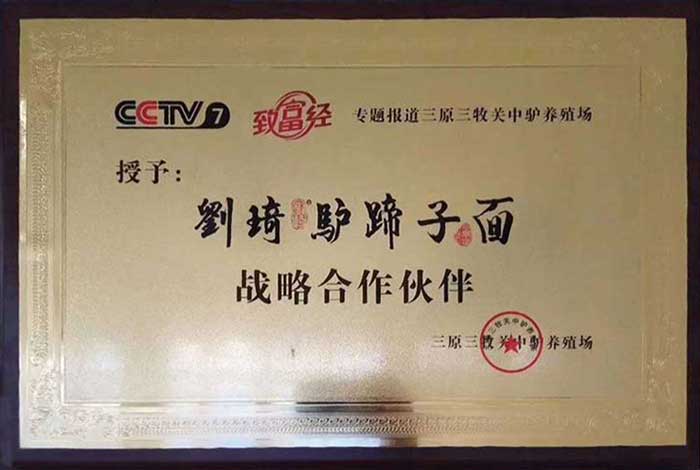 CCTV 7 致富经 专题报道三原三牧关中驴养殖场
授予：
劉琦驴蹄子面
战略合作伙伴
三原三牧关中驴养殖场